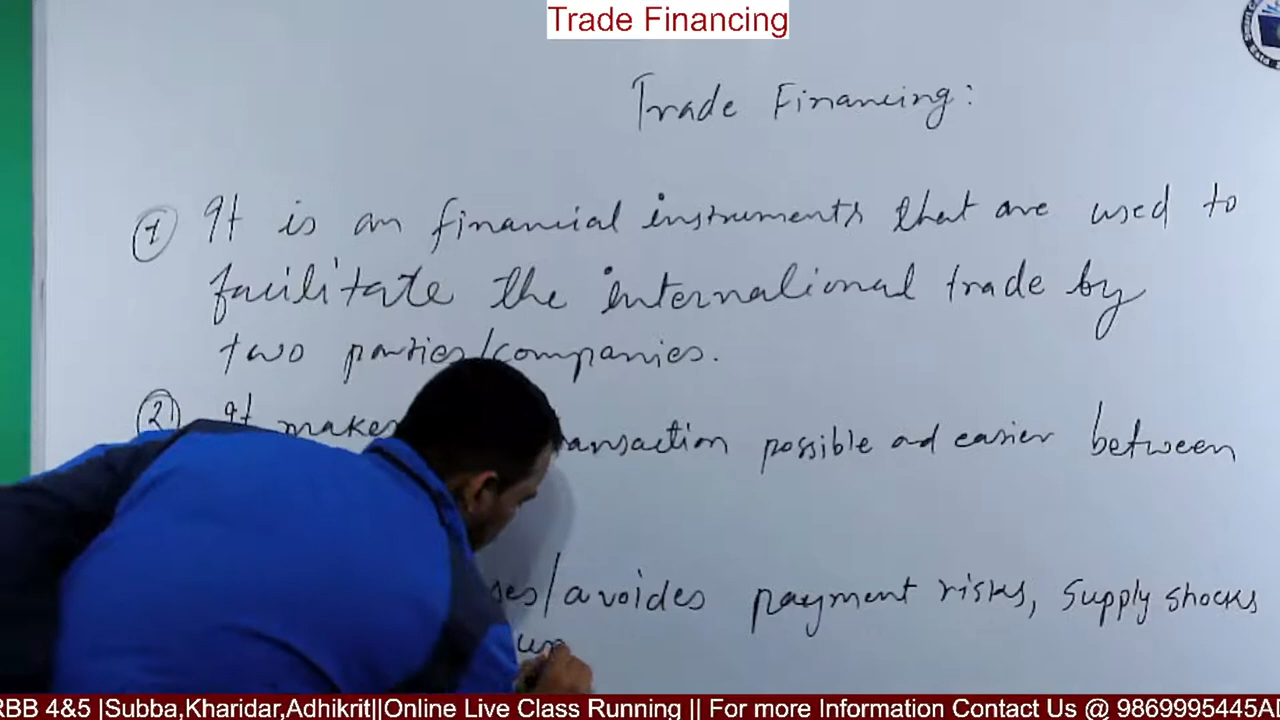 Trade Financing
Trade Financing:
1 It is an financial instruments that are used to
facilitate the international trade by
two parties/companies.
2 It makes ansaction possible and easier between
ses/avoides payment risks, supply shocks
RBB 4&5 |Subba,Kharidar,Adhikrit||Online Live Class Running || For more Information Contact Us @ 9869995445A|